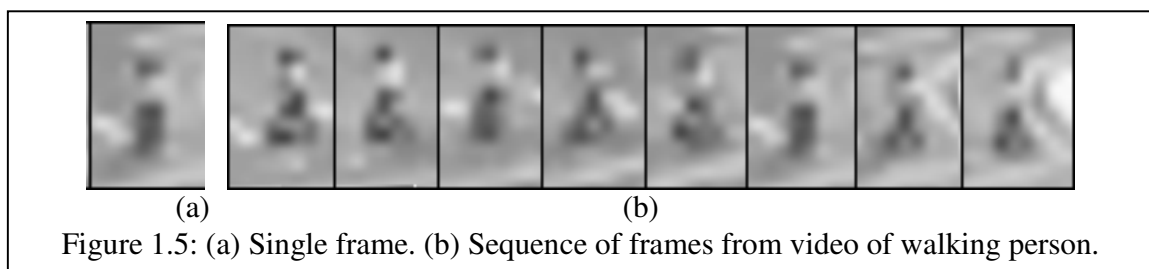 (a) (b)
Figure 1.5: (a) Single frame. (b) Sequence of frames from video of walking person.